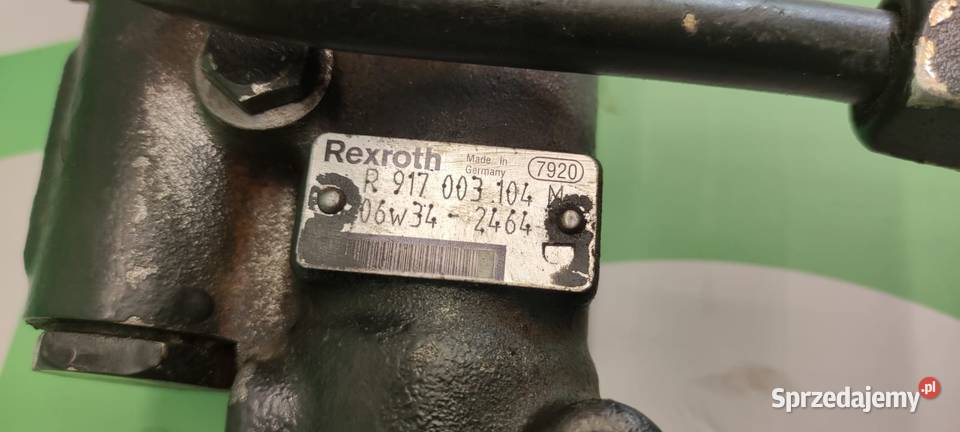 Rexroth Made in Germany 7920
R 917 003 104 M
06w34 - 2464
Sprzedajemy.pl